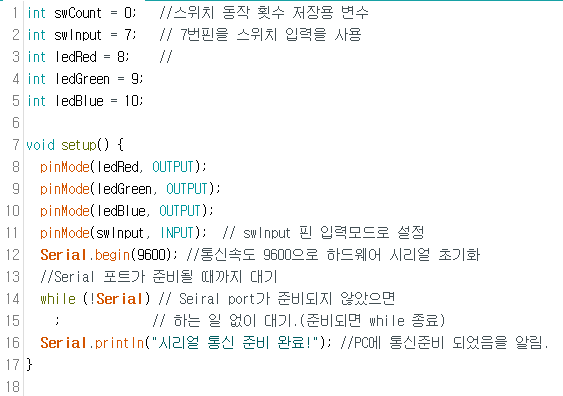 1 int swCount = 0; //스위치 동작 횟수 저장용 변수
2 int swInput = 7; // 7번핀을 스위치 입력을 사용
3 int ledRed = 8; //
4 int ledGreen = 9;
5 int ledBlue = 10;
6
7 void setup() {
8 pinMode(ledRed, OUTPUT);
9 pinMode(ledGreen, OUTPUT);
10 pinMode(ledBlue, OUTPUT);
11 pinMode(swInput, INPUT); // swInput 핀 입력모드로 설정
12 Serial.begin(9600); //통신속도 9600으로 하드웨어 시리얼 초기화
13 //Serial 포트가 준비될 때까지 대기
14 while (!Serial) // Seiral port가 준비되지 않았으면
15 ; // 하는 일 없이 대기.(준비되면 while 종료)
16 Serial.println("시리얼 통신 준비 완료!"); //PC에 통신준비 되었음을 알림.
17 }
18